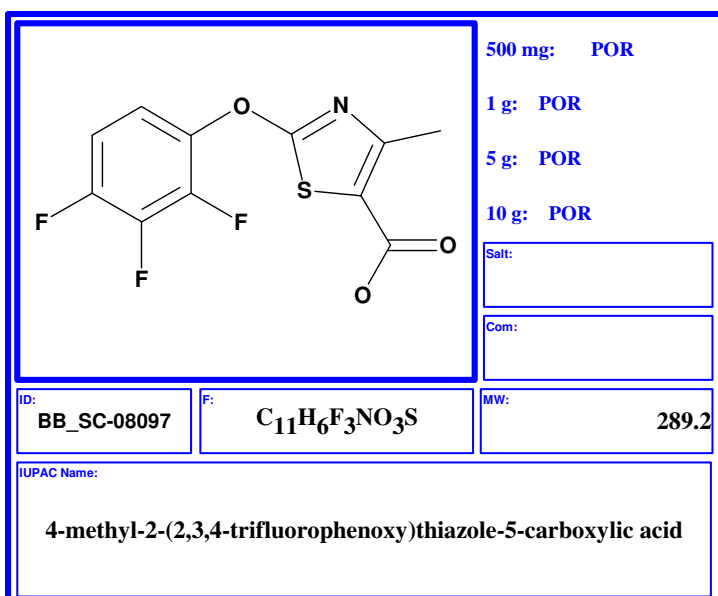 500 mg: POR
1 g: POR
5 g: POR
10 g: POR
O
N
S
F
F
F
O
O
Salt:
Com:
ID:
BB_SC-08097
F:
C11H6F3NO3S
MW:
289.2
IUPAC Name:
4-methyl-2-(2,3,4-trifluorophenoxy)thiazole-5-carboxylic acid